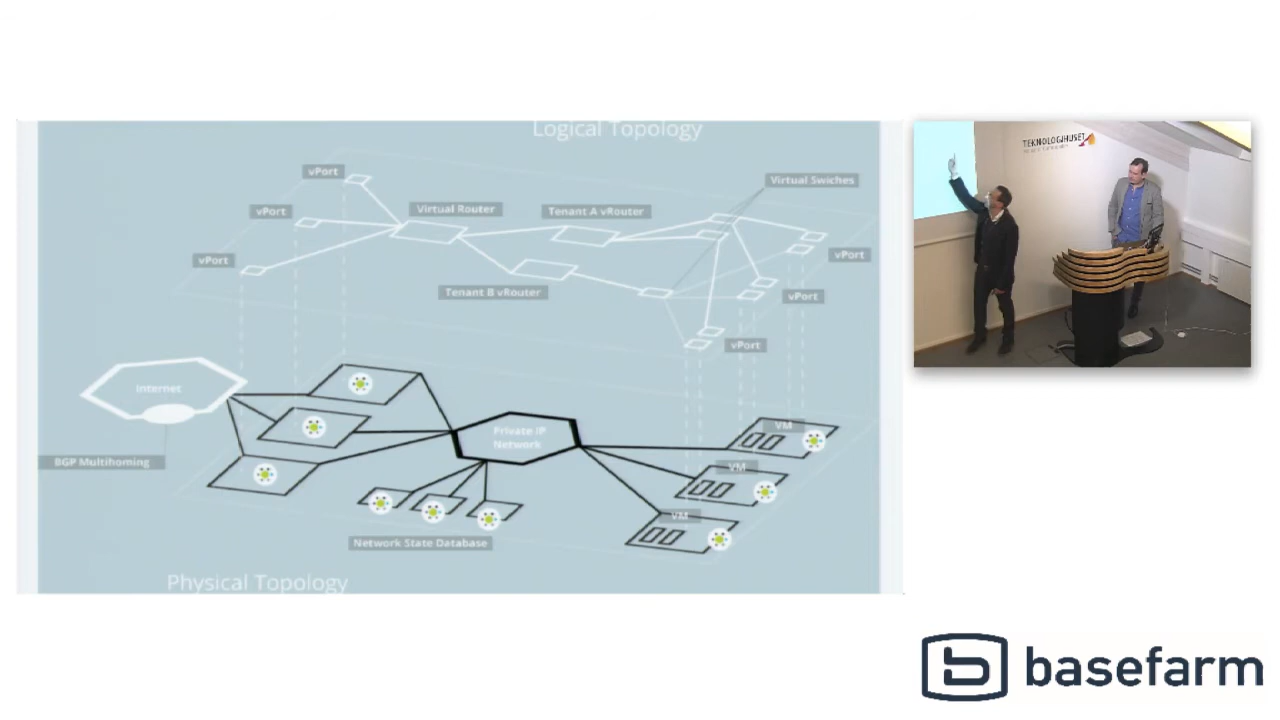 Logical Topology
vPort
Virtual Swiches
vPort
Virtual Router
Tenant A vRouter
vPort
vPort
Tenant B vRouter
vPort
vPort
Internet
VM
Private IP
Network
BGP Multihoming
VM
VM
Network State Database
Physical Topology
TEKNOLOGIHUSET
basefarm